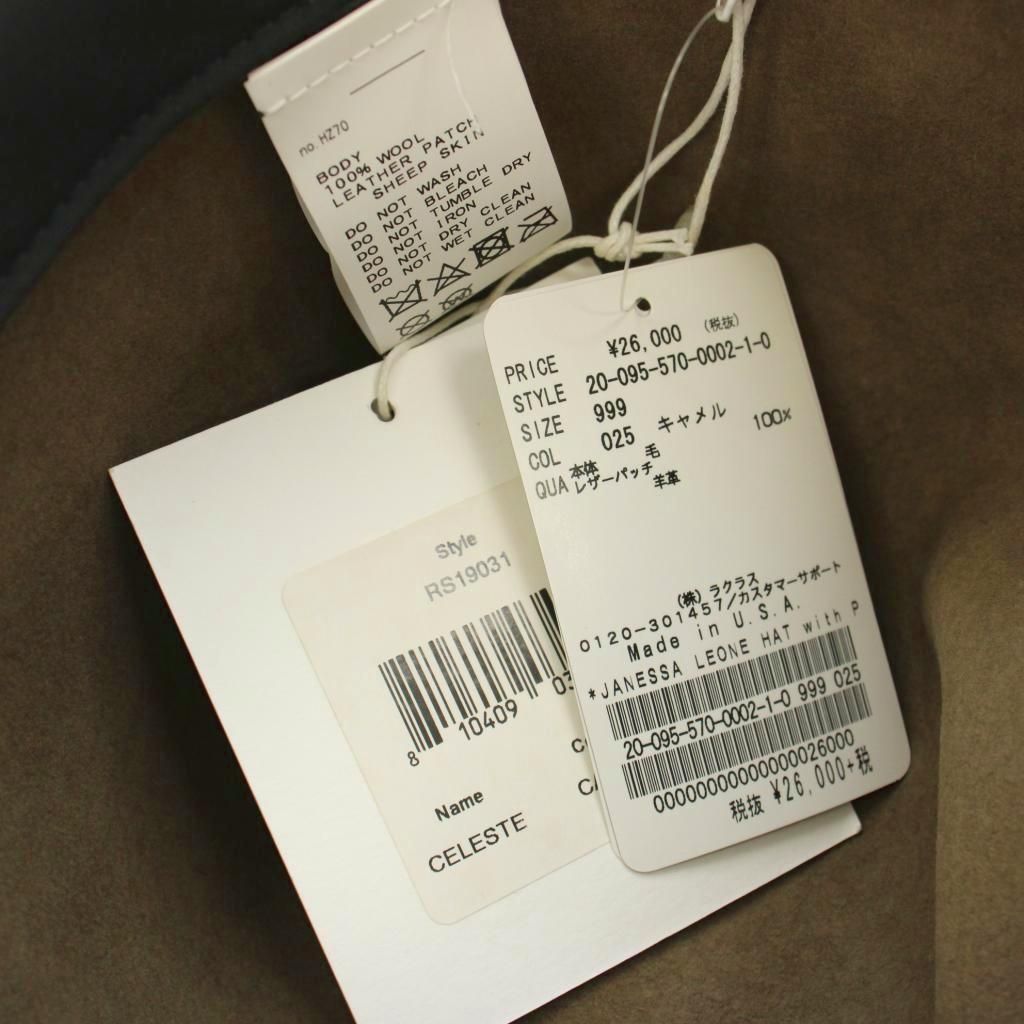 no. HZ70
BODY
100% WOOL
LEATHER PATCH
SHEEP SKIN
DO NOT WASH
DO NOT BLEACH
DO NOT TUMBLE DRY
DO NOT IRON
DO NOT DRY CLEAN
DO NOT WET CLEAN
PRICE ¥26,000 (税抜)
STYLE 20-095-570-0002-1-0
SIZE 999
COL 025 キャメル
QUA 本体 毛 100%
レザーパッチ 羊革
(株) ラクラス
0120-301457/カスタマーサポート
Made in U.S.A.
*JANESSA LEONE HAT with P
20-095-570-0002-1-0 999 025
0000000000000026000
税抜 ¥26,000+税
Style
RS19031
8 10409 03
Name
CELESTE